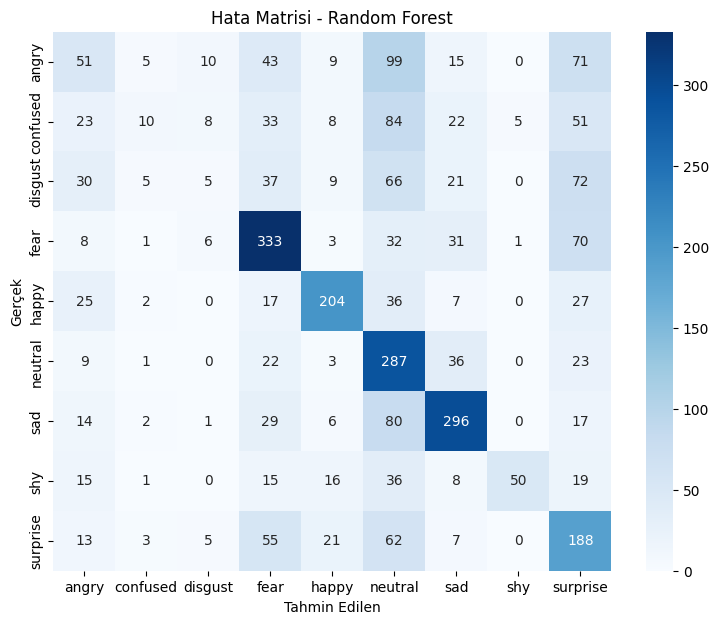 Hata Matrisi - Random Forest
Gerçek
angry 51 5 10 43 9 99 15 0 71
confused 23 10 8 33 8 84 22 5 51
disgust 30 5 5 37 9 66 21 0 72
fear 8 1 6 333 3 32 31 1 70
happy 25 2 0 17 204 36 7 0 27
neutral 9 1 0 22 3 287 36 0 23
sad 14 2 1 29 6 80 296 0 17
shy 15 1 0 15 16 36 8 50 19
surprise 13 3 5 55 21 62 7 0 188
angry confused disgust fear happy neutral sad shy surprise
Tahmin Edilen
300
250
200
150
100
50
0